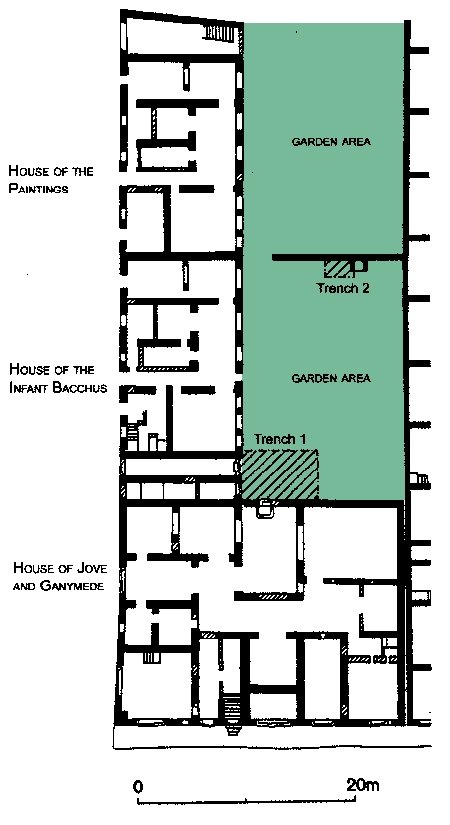 GARDEN AREA
HOUSE OF THE
PAINTINGS
Trench 2
HOUSE OF THE
INFANT BACCHUS
GARDEN AREA
Trench 1
HOUSE OF JOVE
AND GANYMEDE
0 20m